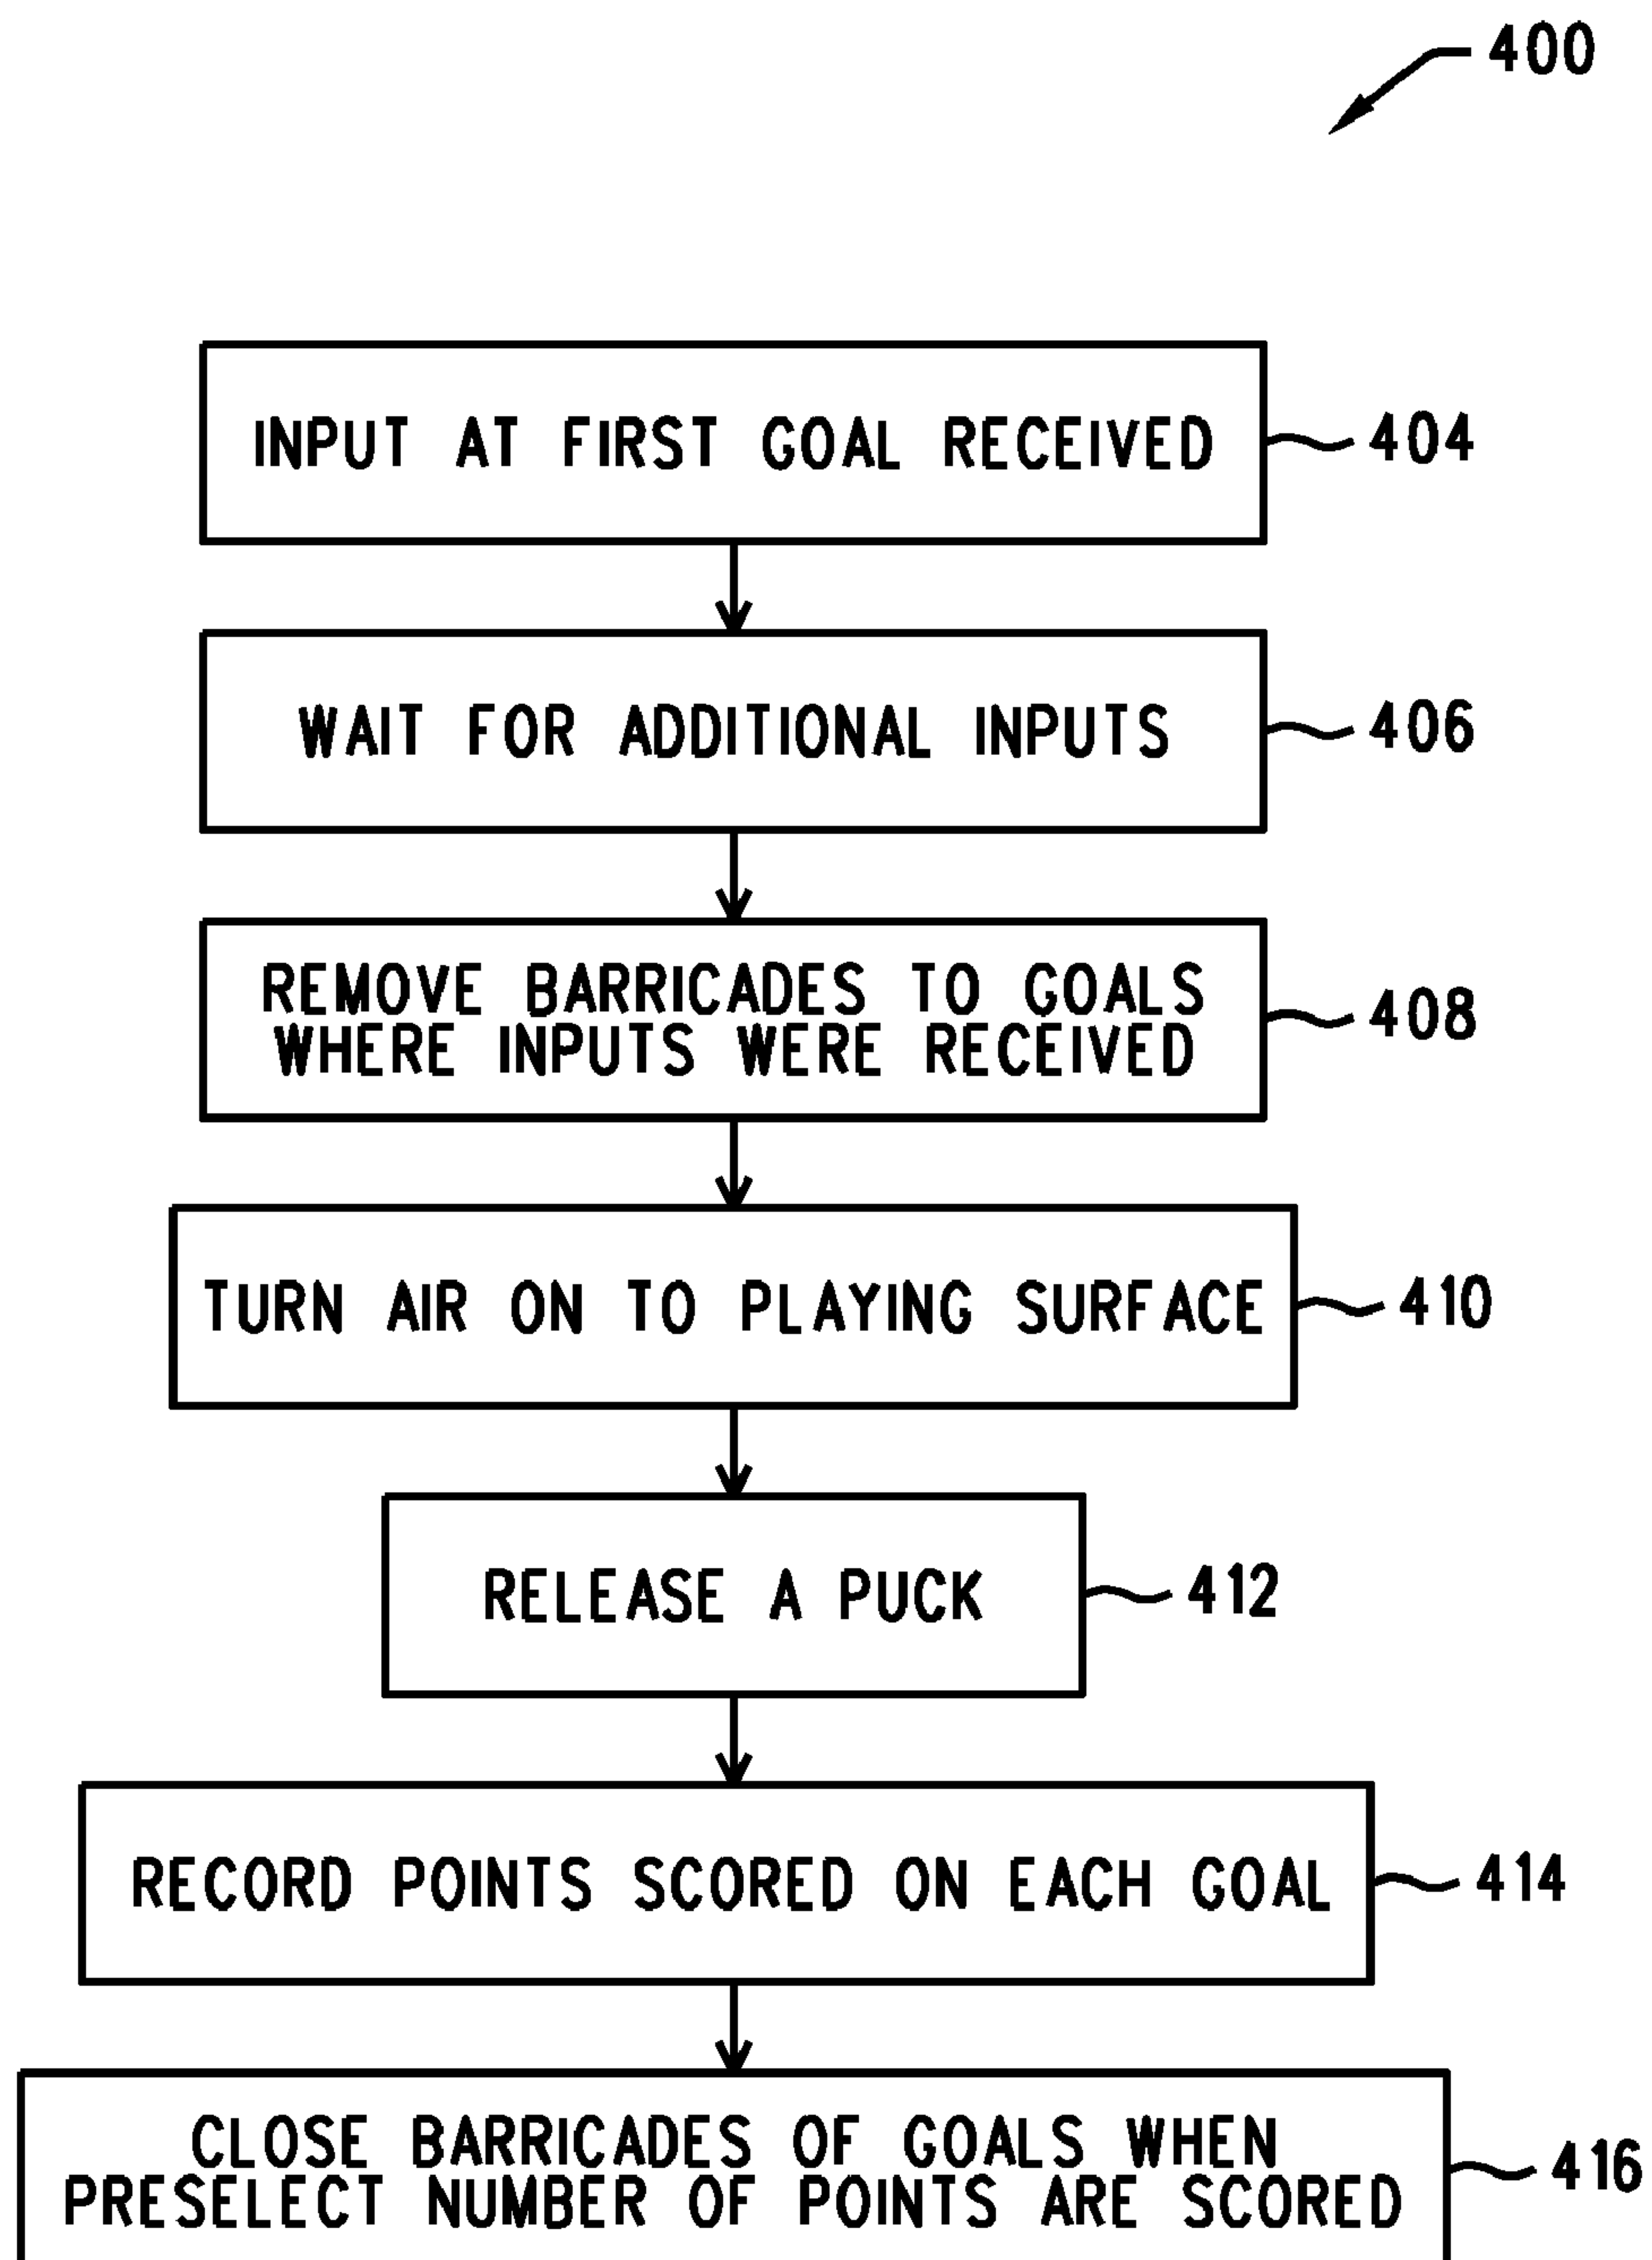 400
INPUT AT FIRST GOAL RECEIVED
404
WAIT FOR ADDITIONAL INPUTS
406
REMOVE BARRICADES TO GOALS
WHERE INPUTS WERE RECEIVED
408
TURN AIR ON TO PLAYING SURFACE
410
RELEASE A PUCK
412
RECORD POINTS SCORED ON EACH GOAL
414
CLOSE BARRICADES OF GOALS WHEN
PRESELECT NUMBER OF POINTS ARE SCORED
416